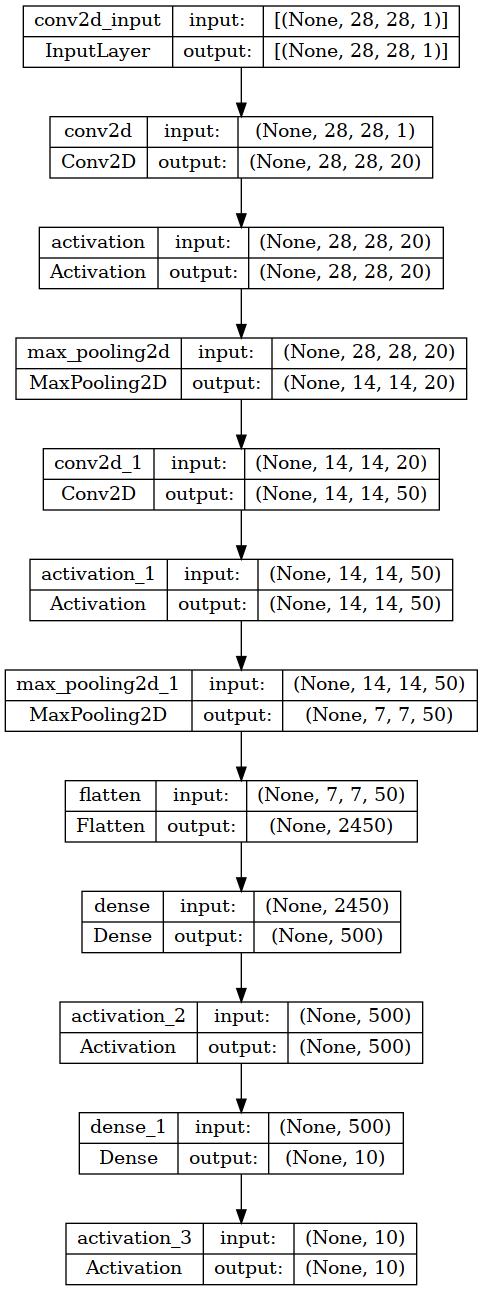 conv2d_input input: [(None, 28, 28, 1)]
InputLayer output: [(None, 28, 28, 1)]
conv2d input: (None, 28, 28, 1)
Conv2D output: (None, 28, 28, 20)
activation input: (None, 28, 28, 20)
Activation output: (None, 28, 28, 20)
max_pooling2d input: (None, 28, 28, 20)
MaxPooling2D output: (None, 14, 14, 20)
conv2d_1 input: (None, 14, 14, 20)
Conv2D output: (None, 14, 14, 50)
activation_1 input: (None, 14, 14, 50)
Activation output: (None, 14, 14, 50)
max_pooling2d_1 input: (None, 14, 14, 50)
MaxPooling2D output: (None, 7, 7, 50)
flatten input: (None, 7, 7, 50)
Flatten output: (None, 2450)
dense input: (None, 2450)
Dense output: (None, 500)
activation_2 input: (None, 500)
Activation output: (None, 500)
dense_1 input: (None, 500)
Dense output: (None, 10)
activation_3 input: (None, 10)
Activation output: (None, 10)